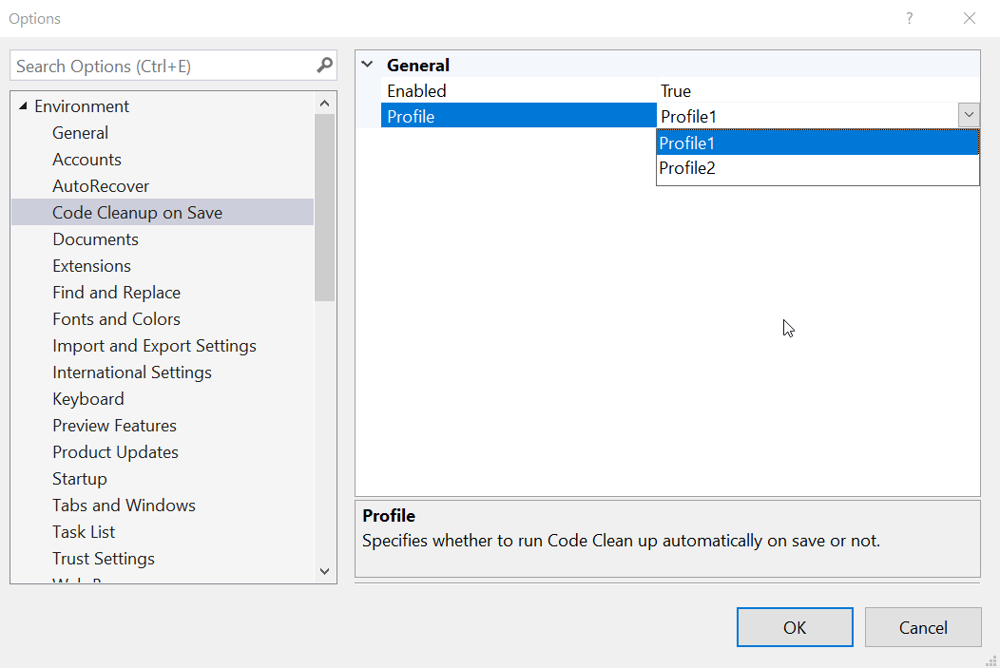 Options
?
Search Options (Ctrl+E)
Environment
General
Accounts
AutoRecover
Code Cleanup on Save
Documents
Extensions
Find and Replace
Fonts and Colors
Import and Export Settings
International Settings
Keyboard
Preview Features
Product Updates
Startup
Tabs and Windows
Task List
Trust Settings
General
Enabled True
Profile Profile1
Profile1
Profile2
Profile
Specifies whether to run Code Clean up automatically on save or not.
OK Cancel